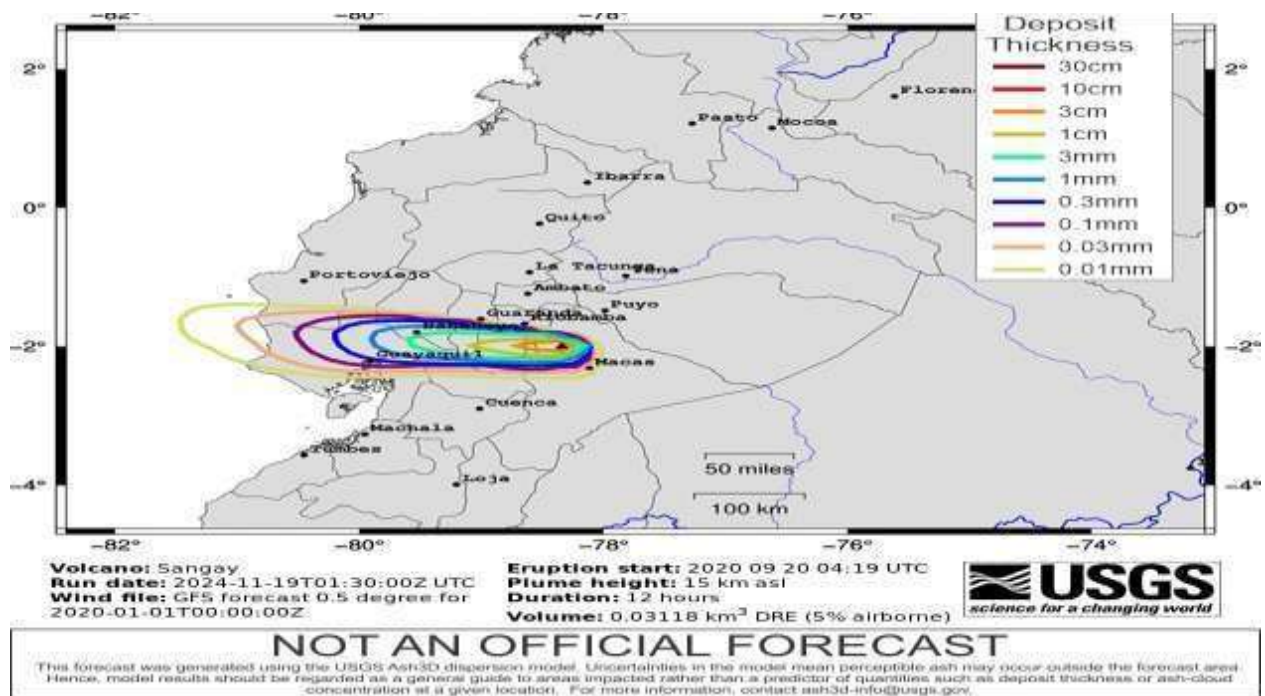 −82° −80° −78° −76° −74°
Deposit
Thickness
30cm
10cm
3cm
1cm
3mm
1mm
0.3mm
0.1mm
0.03mm
0.01mm
2° 2°
Pasto
Mocoa
Ibarra
0° 0°
Quito
La Tacunga
Tena
Portoviejo
Ambato
Puyo
Guaranda
Riobamba
Babahoyo
−2° −2°
Guayaquil
Macas
Cuenca
Machala
Tumbes
50 miles
Loja
−4° −4°
100 km
−82° −80° −78° −76° −74°
Volcano: Sangay
Run date: 2024-11-19T01:30:00Z UTC
Wind file: GFS forecast 0.5 degree for
2020-01-01T00:00:00Z
Eruption start: 2020 09 20 04:19 UTC
Plume height: 15 km asl
Duration: 12 hours
Volume: 0.03118 km³ DRE (5% airborne)
USGS
science for a changing world
NOT AN OFFICIAL FORECAST
This forecast was generated using the USGS Ash3D dispersion model. Uncertainties in the model mean perceptible ash may occur outside the forecast area.
Hence, model results should be regarded as a general guide to areas impacted rather than a predictor of quantities such as deposit thickness or ash-cloud
concentration at a given location. For more information, contact ash3d-info@usgs.gov.